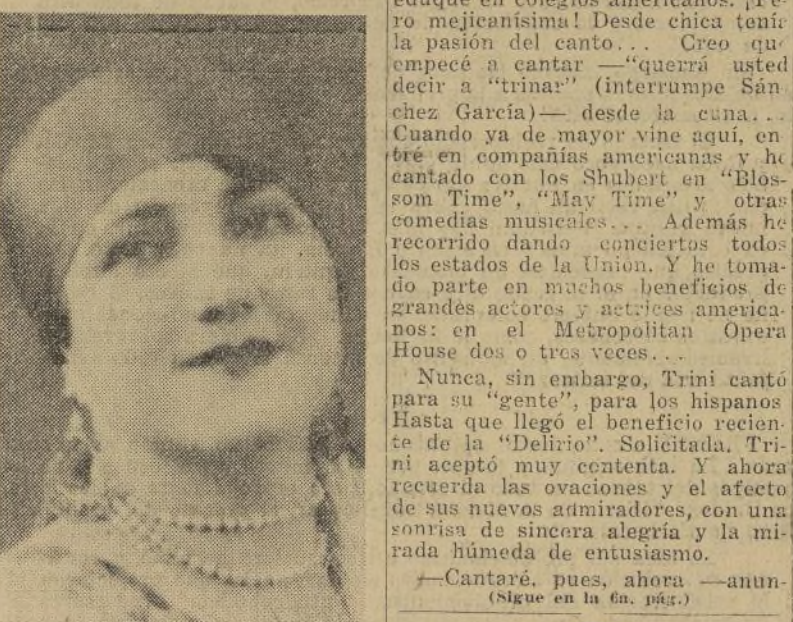 eduqué en colegios americanos. ¡Pe-
ro mejicanísima! Desde chica tenía
la pasión del canto... Creo que
empecé a cantar —“querrá usted
decir a “trinar” (interrumpe Sán
chez García)— desde la cuna...
Cuando ya de mayor vine aquí, en
tré en compañías americanas y he
cantado con los Shubert en “Blos-
som Time”, “May Time” y otras
comedias musicales... Además he
recorrido dando conciertos todos
los estados de la Unión. Y he toma-
do parte en muchos beneficios de
grandes actores y actrices america-
nos: en el Metropolitan Opera
House dos o tres veces...
Nunca, sin embargo, Trini cantó
para su “gente”, para los hispanos
Hasta que llegó el beneficio recien-
te de la “Delirio”. Solicitada, Tri-
ni aceptó muy contenta. Y ahora
recuerda las ovaciones y el afecto
de sus nuevos admiradores, con una
sonrisa de sincera alegría y la mi-
rada húmeda de entusiasmo.
—Cantaré, pues, ahora —anun-
(Sigue en la 6a. pág.)